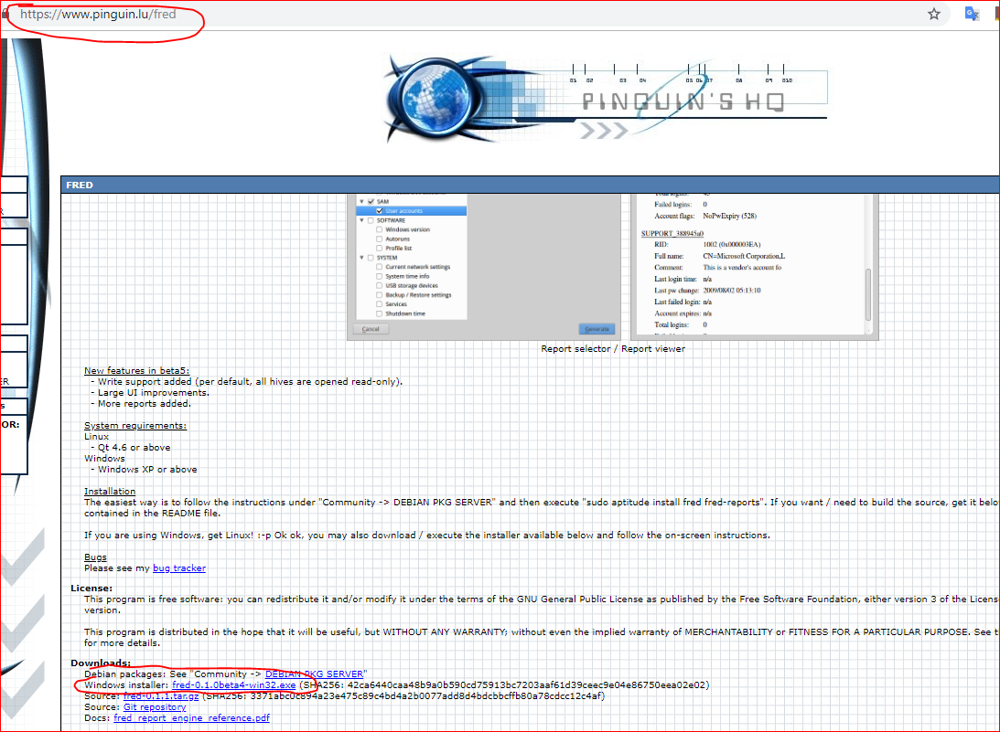 https://www.pinguin.lu/fred
01 02 03 04 05 06 07 08 09 010
PINGUIN'S HQ
FRED
SAM
User accounts
SOFTWARE
Windows version
Autoruns
Profile list
SYSTEM
Current network settings
System time info
USB storage devices
Backup / Restore settings
Services
Shutdown time
Cancel
Generate
Failed logins: 0
Account flags: NoPwExpiry (528)
SUPPORT_388945a0
RID: 1002 (0x000003EA)
Full name: CN=Microsoft Corporation,L
Comment: This is a vendor's account fo
Last login time: n/a
Last pw change: 2009/08/02 05:13:10
Last failed login: n/a
Account expires: n/a
Total logins: 0
Report selector / Report viewer
New features in beta5:
- Write support added (per default, all hives are opened read-only).
- Large UI improvements.
- More reports added.
System requirements:
Linux
- Qt 4.6 or above
Windows
- Windows XP or above
Installation
The easiest way is to follow the instructions under "Community -> DEBIAN PKG SERVER" and then execute "sudo aptitude install fred fred-reports". If you want / need to build the source, get it belo
contained in the README file.
If you are using Windows, get Linux! :-p Ok ok, you may also download / execute the installer available below and follow the on-screen instructions.
Bugs
Please see my bug tracker
OR:
License:
This program is free software: you can redistribute it and/or modify it under the terms of the GNU General Public License as published by the Free Software Foundation, either version 3 of the Licens
version.
This program is distributed in the hope that it will be useful, but WITHOUT ANY WARRANTY; without even the implied warranty of MERCHANTABILITY or FITNESS FOR A PARTICULAR PURPOSE. See t
for more details.
Downloads:
Debian packages: See "Community -> DEBIAN PKG SERVER"
Windows installer: fred-0.1.0beta4-win32.exe (SHA256: 42ca6440caa48b9a0b590cd75913bc7203aaf61d39ceec9e04e86750eea02e02)
Source: fred-0.1.1.tar.gz (SHA256: 3371abc0c894a23e475c89c4bd4a2b0077add8d4bdcbbcffb80a78cdcc12c4af)
Source: Git repository
Docs: fred_report_engine_reference.pdf